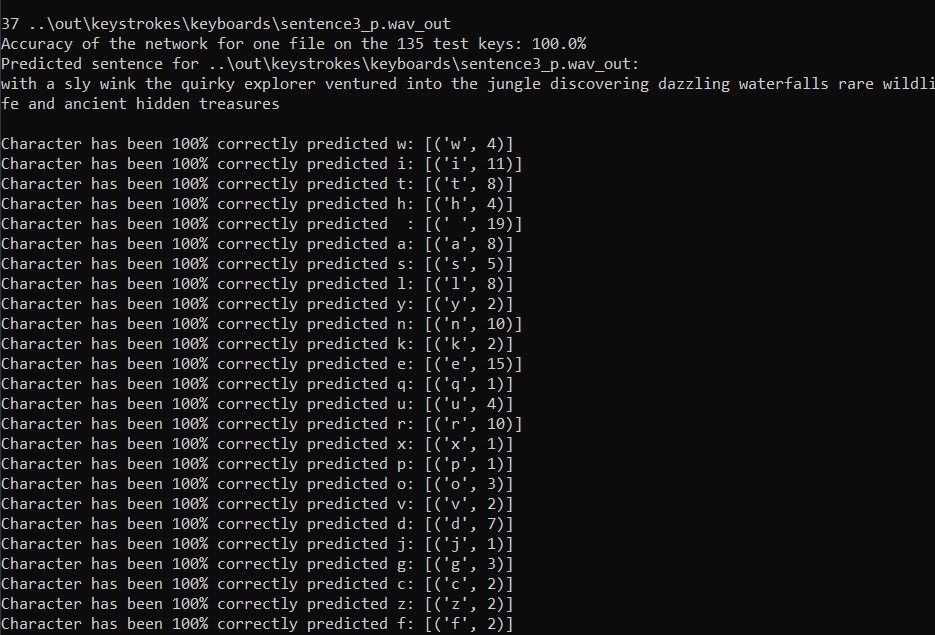 37 ..\out\keystrokes\keyboards\sentence3_p.wav_out
Accuracy of the network for one file on the 135 test keys: 100.0%
Predicted sentence for ..\out\keystrokes\keyboards\sentence3_p.wav_out:
with a sly wink the quirky explorer ventured into the jungle discovering dazzling waterfalls rare wildli
fe and ancient hidden treasures
Character has been 100% correctly predicted w: [('w', 4)]
Character has been 100% correctly predicted i: [('i', 11)]
Character has been 100% correctly predicted t: [('t', 8)]
Character has been 100% correctly predicted h: [('h', 4)]
Character has been 100% correctly predicted  : [(' ', 19)]
Character has been 100% correctly predicted a: [('a', 8)]
Character has been 100% correctly predicted s: [('s', 5)]
Character has been 100% correctly predicted l: [('l', 8)]
Character has been 100% correctly predicted y: [('y', 2)]
Character has been 100% correctly predicted n: [('n', 10)]
Character has been 100% correctly predicted k: [('k', 2)]
Character has been 100% correctly predicted e: [('e', 15)]
Character has been 100% correctly predicted q: [('q', 1)]
Character has been 100% correctly predicted u: [('u', 4)]
Character has been 100% correctly predicted r: [('r', 10)]
Character has been 100% correctly predicted x: [('x', 1)]
Character has been 100% correctly predicted p: [('p', 1)]
Character has been 100% correctly predicted o: [('o', 3)]
Character has been 100% correctly predicted v: [('v', 2)]
Character has been 100% correctly predicted d: [('d', 7)]
Character has been 100% correctly predicted j: [('j', 1)]
Character has been 100% correctly predicted g: [('g', 3)]
Character has been 100% correctly predicted c: [('c', 2)]
Character has been 100% correctly predicted z: [('z', 2)]
Character has been 100% correctly predicted f: [('f', 2)]